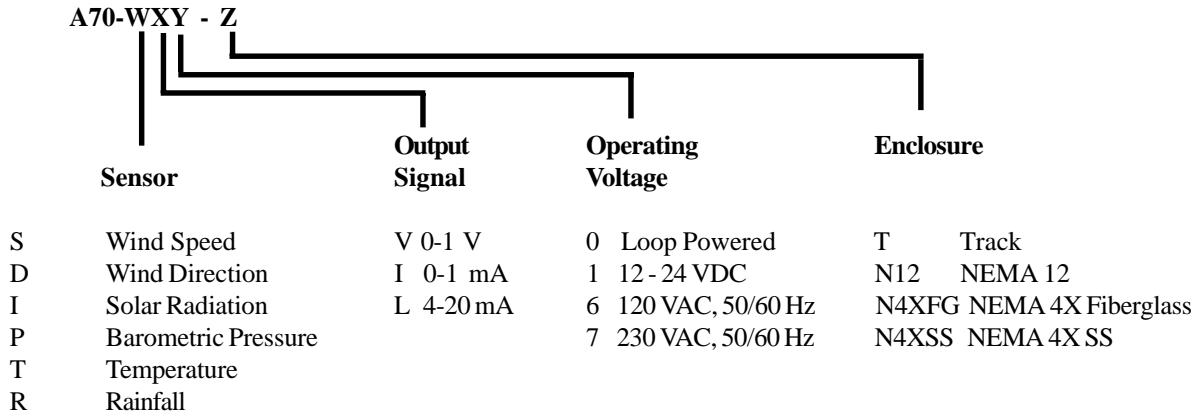 A70-WXY - Z
Output Operating Enclosure
Sensor Signal Voltage
S Wind Speed V 0-1 V 0 Loop Powered T Track
D Wind Direction I 0-1 mA 1 12 - 24 VDC N12 NEMA 12
I Solar Radiation L 4-20 mA 6 120 VAC, 50/60 Hz N4XFG NEMA 4X Fiberglass
P Barometric Pressure 7 230 VAC, 50/60 Hz N4XSS NEMA 4X SS
T Temperature
R Rainfall